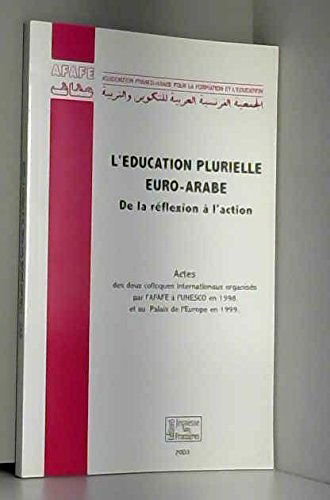 AFAFE
ASSOCIATION FRANCO-ARABE POUR LA FORMATION ET L'EDUCATION
الجمعية الفرنسية العربية للتكوين والتربية
L'EDUCATION PLURIELLE
EURO-ARABE
De la réflexion à l'action
Actes
des deux colloques internationaux organisés
par l'AFAFE à l'UNESCO en 1998
et au Palais de l'Europe en 1999.
2003